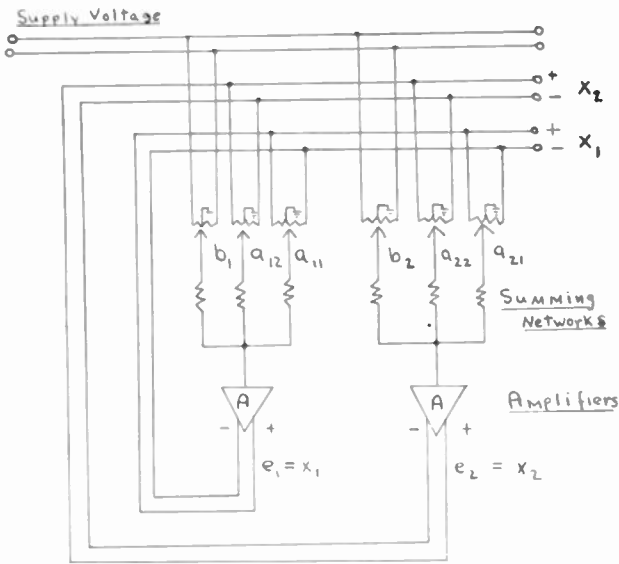 Supply Voltage
+
- x₂
+
- x₁
b₁ a₁₂ a₁₁ b₂ a₂₂ a₂₁
Summing
Networks
A A
Amplifiers
- + - +
e₁ = x₁ e₂ = x₂